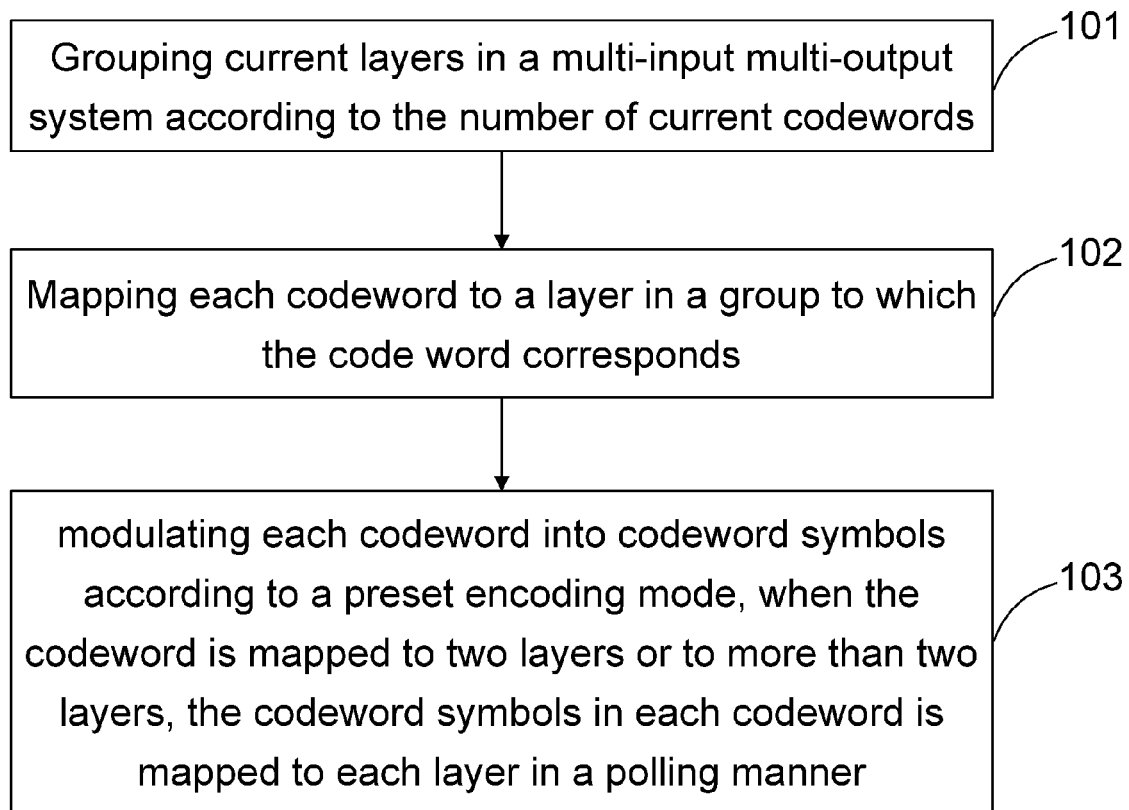 101
Grouping current layers in a multi-input multi-output
system according to the number of current codewords
102
Mapping each codeword to a layer in a group to which
the code word corresponds
103
modulating each codeword into codeword symbols
according to a preset encoding mode, when the
codeword is mapped to two layers or to more than two
layers, the codeword symbols in each codeword is
mapped to each layer in a polling manner